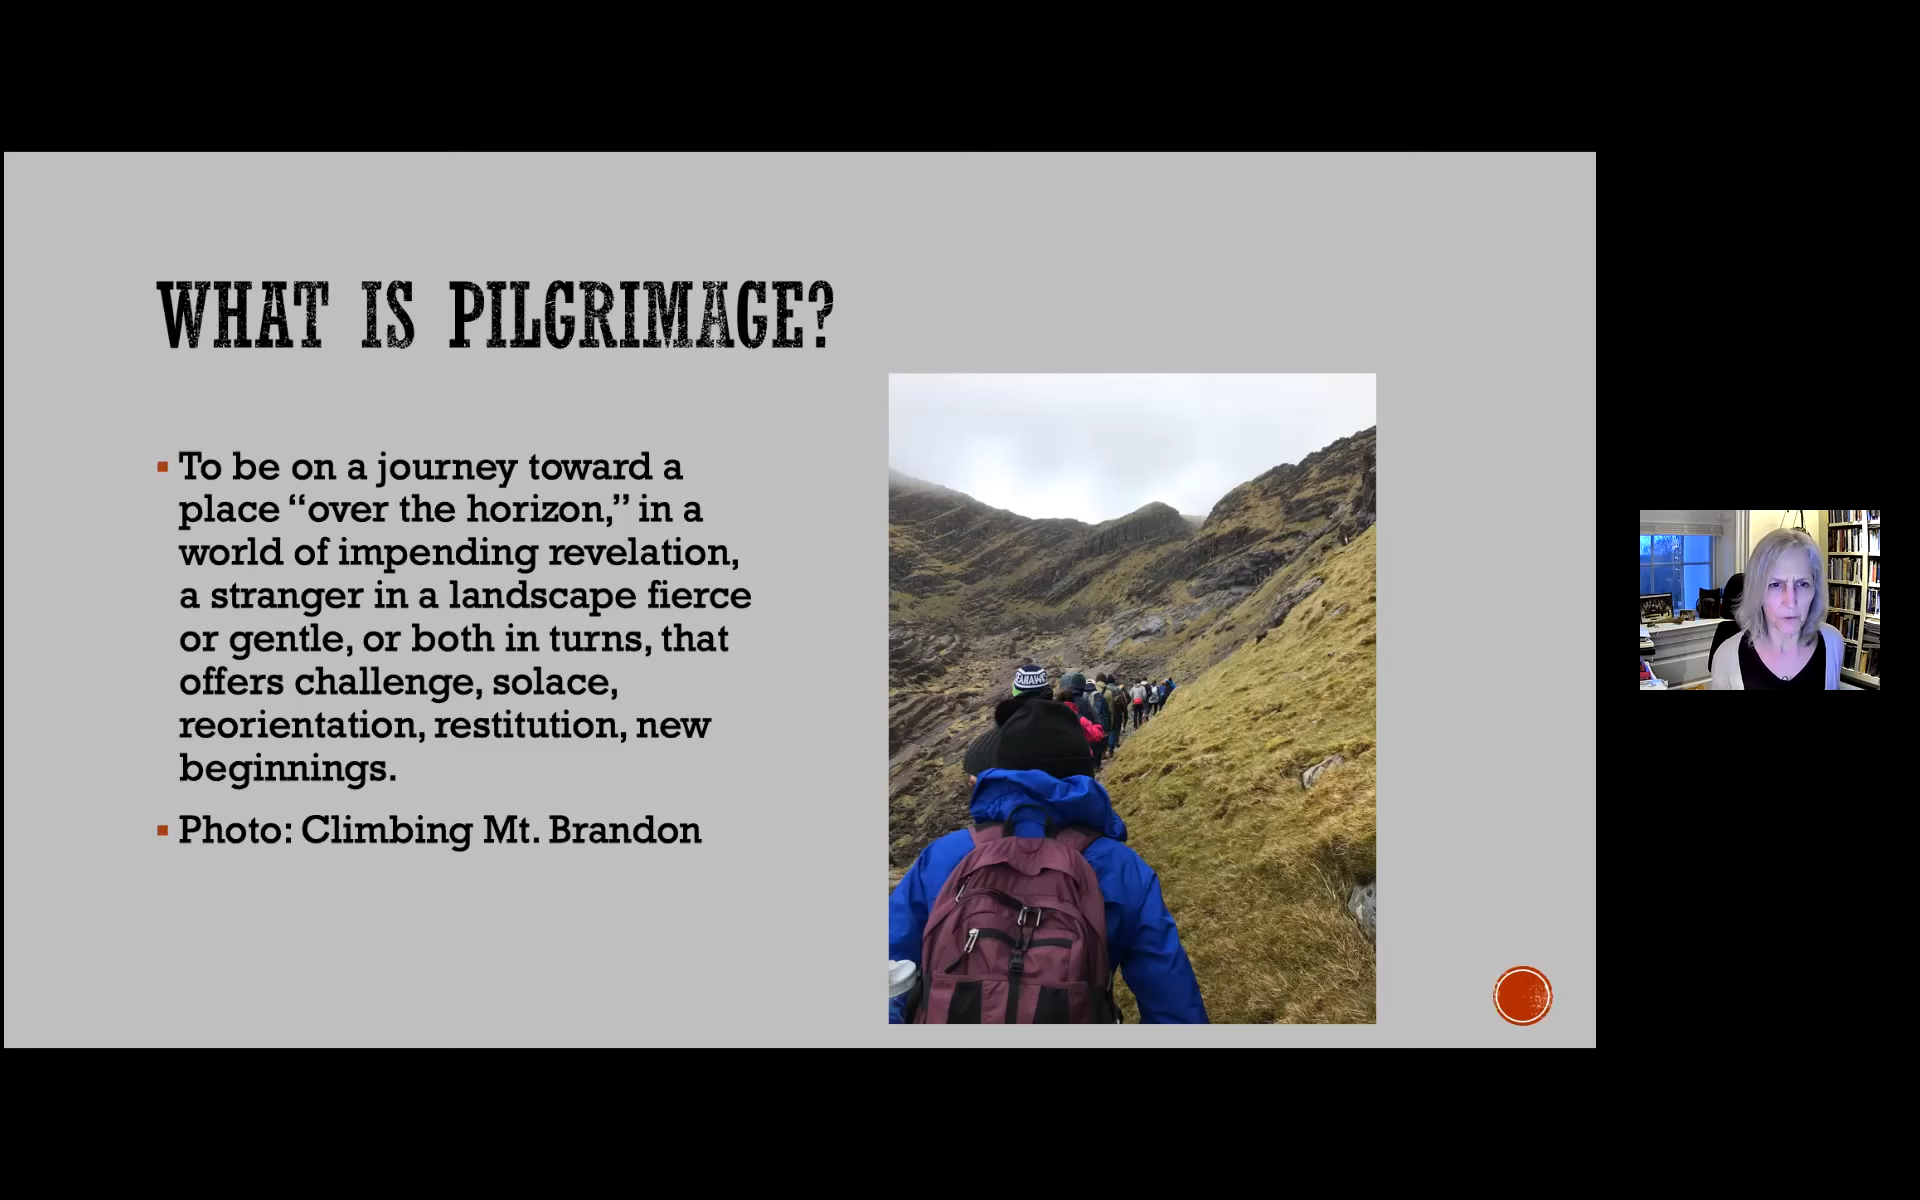 WHAT IS PILGRIMAGE?
To be on a journey toward a
place “over the horizon,” in a
world of impending revelation,
a stranger in a landscape fierce
or gentle, or both in turns, that
offers challenge, solace,
reorientation, restitution, new
beginnings.
Photo: Climbing Mt. Brandon